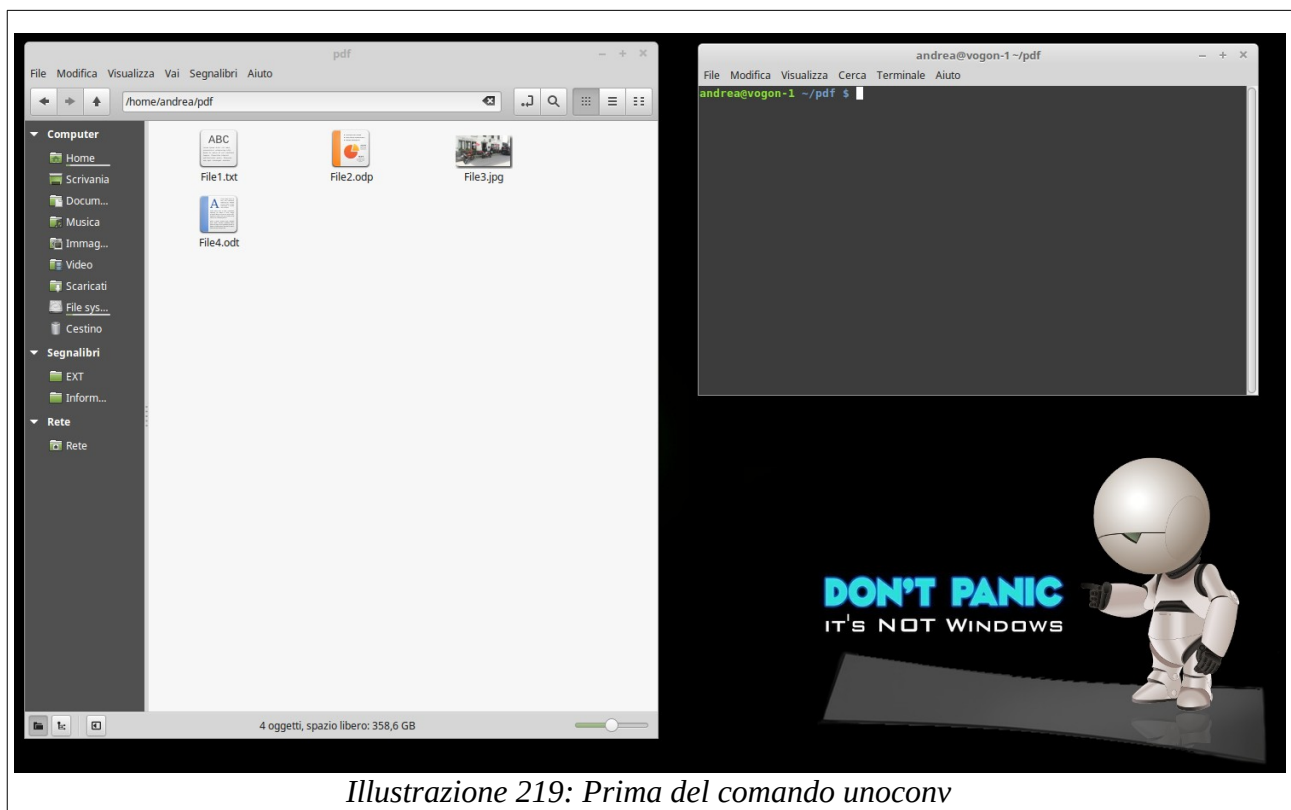 pdf
File Modifica Visualizza Vai Segnalibri Aiuto
/home/andrea/pdf
Computer
Home
Scrivania
Docum...
Musica
Immag...
Video
Scaricati
File sys...
Cestino
Segnalibri
EXT
Inform...
Rete
Rete
ABC
File1.txt
File2.odp
File3.jpg
A
File4.odt
4 oggetti, spazio libero: 358,6 GB
andrea@vogon-1 ~/pdf
File Modifica Visualizza Cerca Terminale Aiuto
andrea@vogon-1 ~/pdf $
DON'T PANIC
IT'S NOT WINDOWS
Illustrazione 219: Prima del comando unoconv